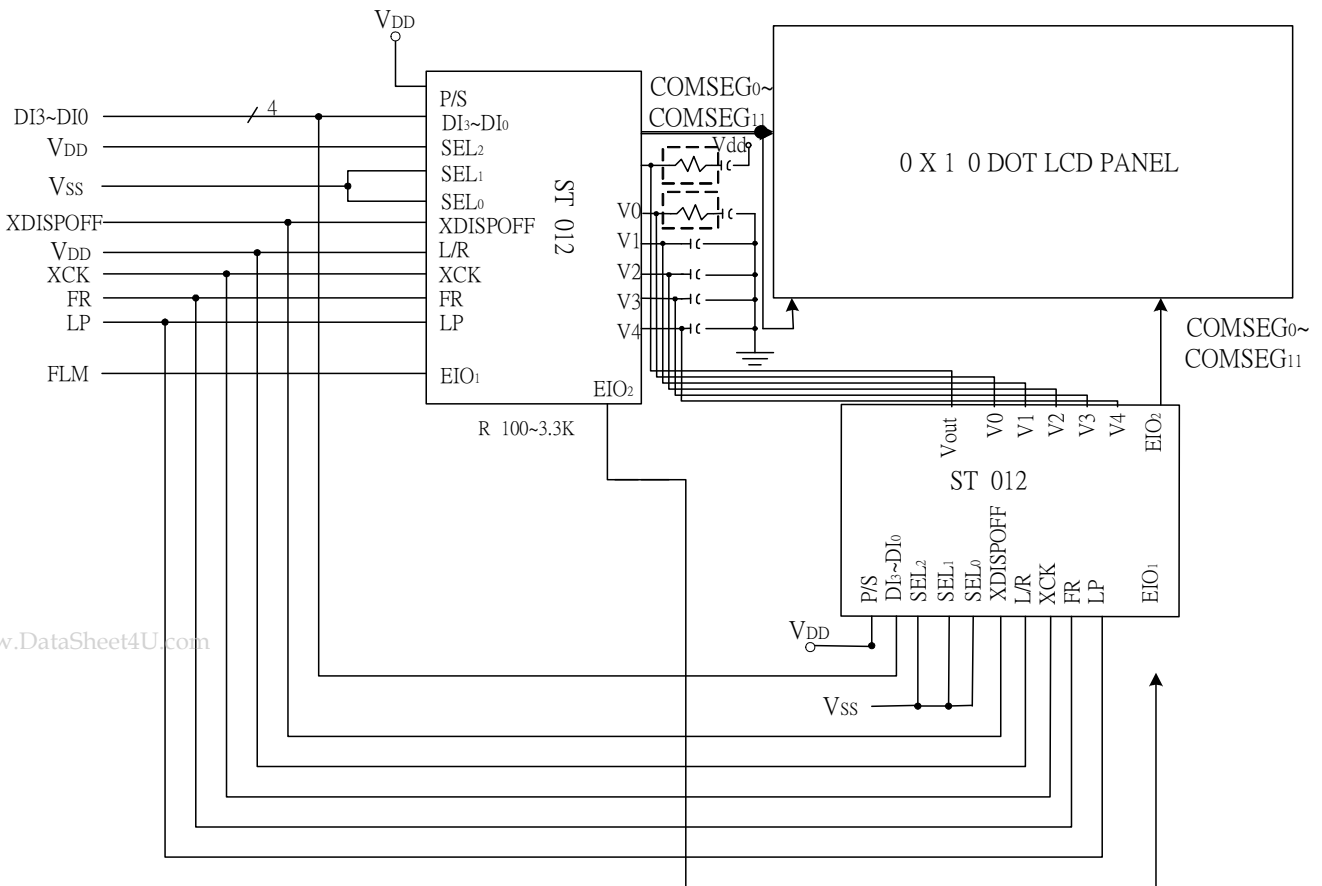 VDD
P/S
DI3~DI0
4
DI3~DI0
VDD
SEL2
VSS
SEL1
SEL0
XDISPOFF
XDISPOFF
VDD
L/R
XCK
XCK
FR
FR
LP
LP
FLM
EIO1
EIO2
ST 012
V0
V1
V2
V3
V4
R 100~3.3K
COMSEG0~
COMSEG11
Vdd
0 X 1 0 DOT LCD PANEL
COMSEG0~
COMSEG11
Vout
V0
V1
V2
V3
V4
EIO2
ST 012
P/S
DI3~DI0
SEL2
SEL1
SEL0
XDISPOFF
L/R
XCK
FR
LP
EIO1
VDD
VSS
w.DataSheet4U.com